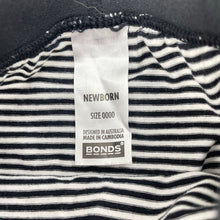 NEWBORN
SIZE 0000
DESIGNED IN AUSTRALIA
MADE IN CAMBODIA
BONDS